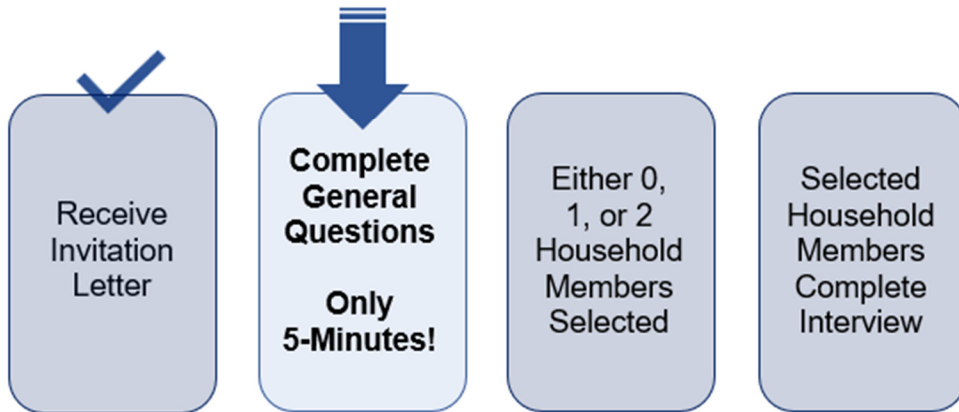 Receive
Invitation
Letter
Complete
General
Questions
Only
5-Minutes!
Either 0,
1, or 2
Household
Members
Selected
Selected
Household
Members
Complete
Interview